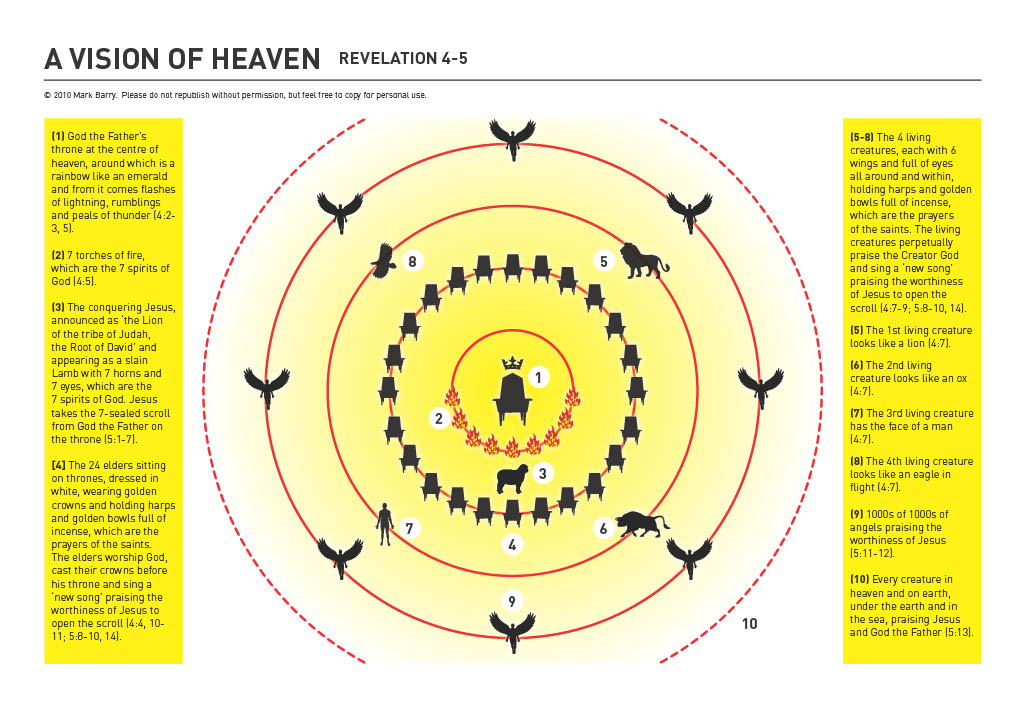 A VISION OF HEAVEN REVELATION 4-5
© 2010 Mark Barry. Please do not republish without permission, but feel free to copy for personal use.
(1) God the Father's
throne at the centre of
heaven, around which is a
rainbow like an emerald
and from it comes flashes
of lightning, rumblings
and peals of thunder (4:2-
3, 5).
(2) 7 torches of fire,
which are the 7 spirits of
God (4:5).
(3) The conquering Jesus,
announced as 'the Lion
of the tribe of Judah,
the Root of David' and
appearing as a slain
Lamb with 7 horns and
7 eyes, which are the
7 spirits of God. Jesus
takes the 7-sealed scroll
from God the Father on
the throne (5:1-7).
[4] The 24 elders sitting
on thrones, dressed in
white, wearing golden
crowns and holding harps
and golden bowls full of
incense, which are the
prayers of the saints.
The elders worship God,
cast their crowns before
his throne and sing a
'new song' praising the
worthiness of Jesus to
open the scroll (4:4, 10-
11; 5:8-10, 14).
8
5
1
2
3
7
6
4
9
10
(5-8) The 4 living
creatures, each with 6
wings and full of eyes
all around and within,
holding harps and golden
bowls full of incense,
which are the prayers
of the saints. The living
creatures perpetually
praise the Creator God
and sing a 'new song'
praising the worthiness
of Jesus to open the
scroll (4:7-9; 5:8-10, 14).
(5) The 1st living creature
looks like a lion (4:7).
(6) The 2nd living
creature looks like an ox
(4:7).
(7) The 3rd living creature
has the face of a man
(4:7).
(8) The 4th living creature
looks like an eagle in
flight (4:7).
(9) 1000s of 1000s of
angels praising the
worthiness of Jesus
(5:11-12).
(10) Every creature in
heaven and on earth,
under the earth and in
the sea, praising Jesus
and God the Father (5:13).